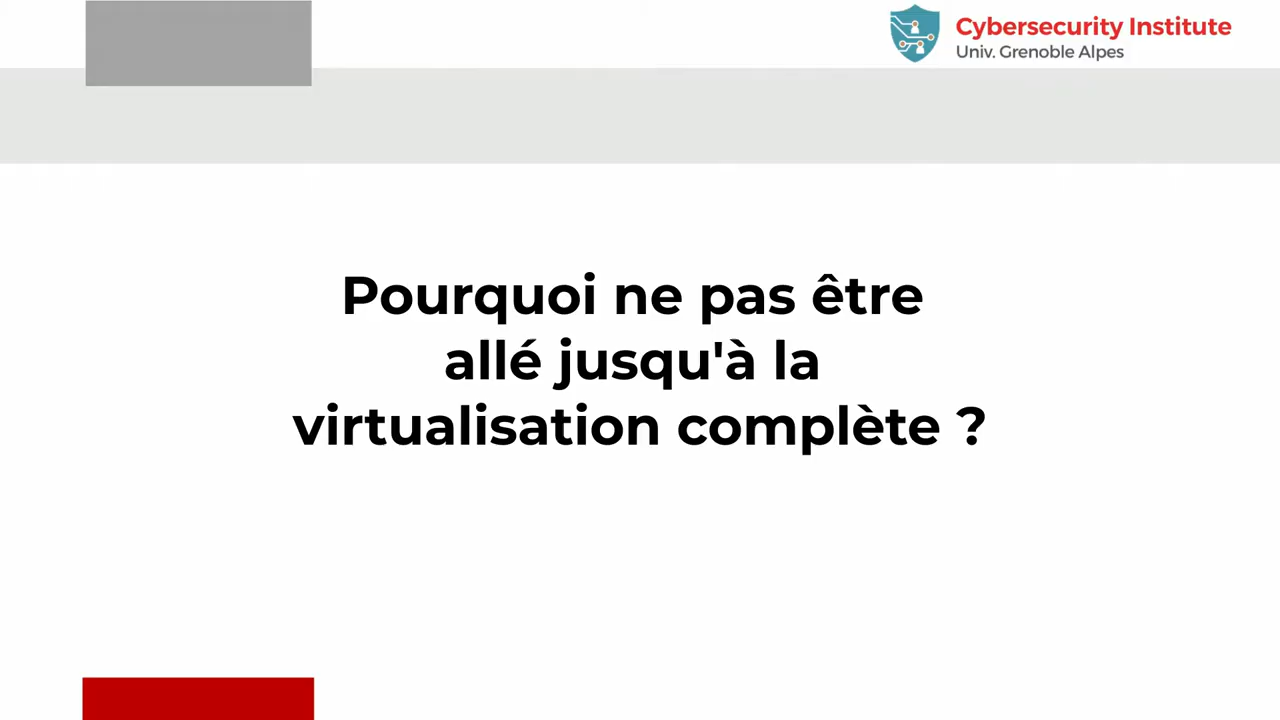 Cybersecurity Institute
Univ. Grenoble Alpes
Pourquoi ne pas être
allé jusqu'à la
virtualisation complète ?